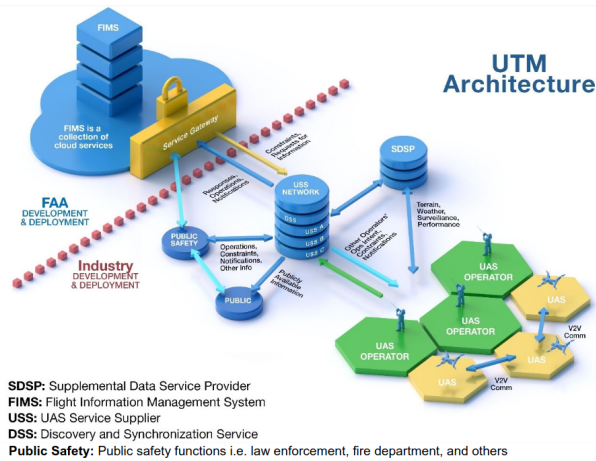 FIMS
FIMS is a
collection of
cloud services
Service Gateway
UTM
Architecture
Constraints,
Requests for
Information
Responses,
Operations,
Notifications
FAA
DEVELOPMENT
& DEPLOYMENT
Industry
DEVELOPMENT
& DEPLOYMENT
USS
NETWORK
DSS
USS A
USS B
USS C
SDSP
Terrain,
Weather,
Surveillance,
Performance
PUBLIC
SAFETY
Operations,
Constraints,
Notifications,
Other Info
Other Operators'
Ops Intent,
Constraints,
Notifications
Publicly
Available
Information
PUBLIC
UAS
OPERATOR
UAS
OPERATOR
UAS
OPERATOR
UAS
UAS
UAS
V2V
Comm
V2V
Comm
SDSP: Supplemental Data Service Provider
FIMS: Flight Information Management System
USS: UAS Service Supplier
DSS: Discovery and Synchronization Service
Public Safety: Public safety functions i.e. law enforcement, fire department, and others